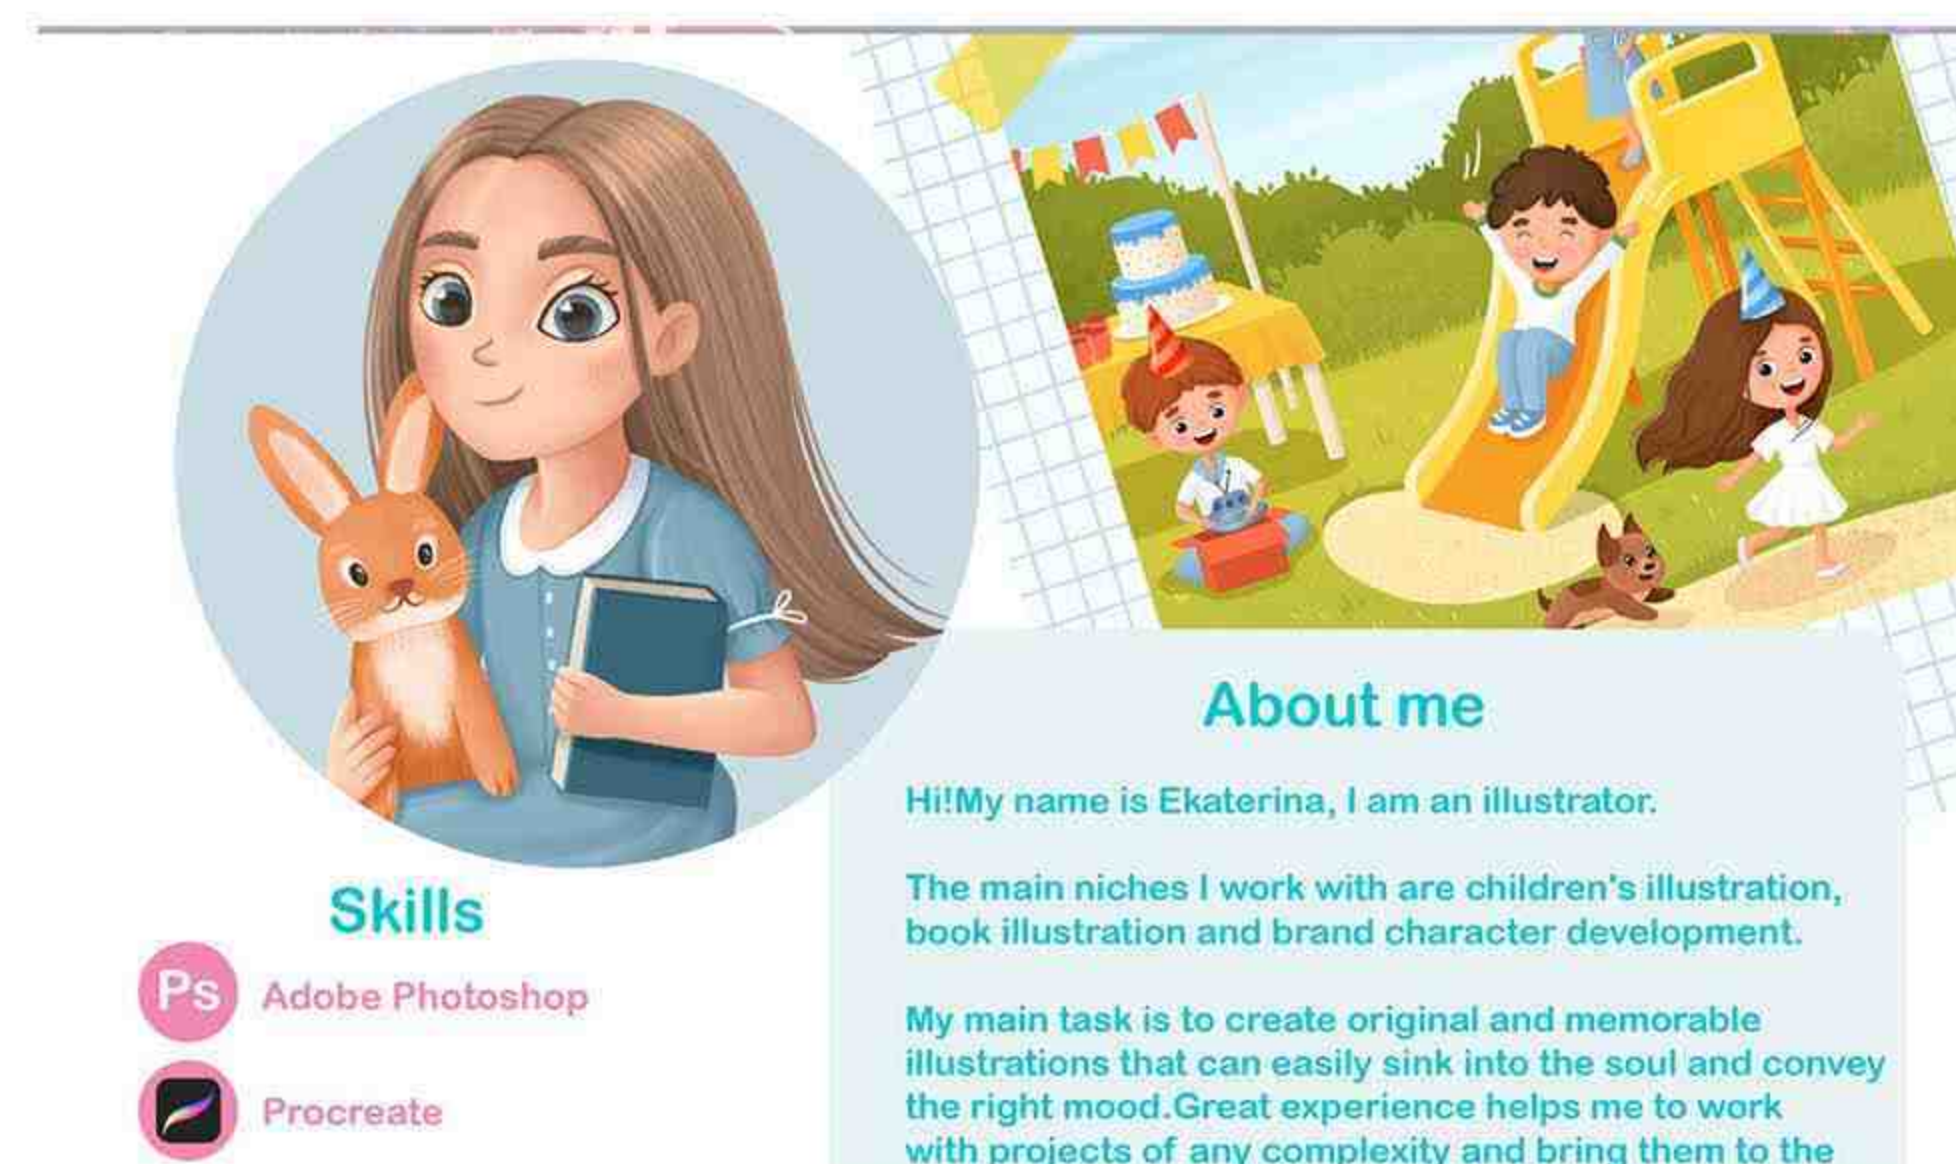 About me
Hi!My name is Ekaterina, I am an illustrator.
The main niches I work with are children's illustration,
book illustration and brand character development.
My main task is to create original and memorable
illustrations that can easily sink into the soul and convey
the right mood.Great experience helps me to work
with projects of any complexity and bring them to the
Skills
Ps Adobe Photoshop
Procreate